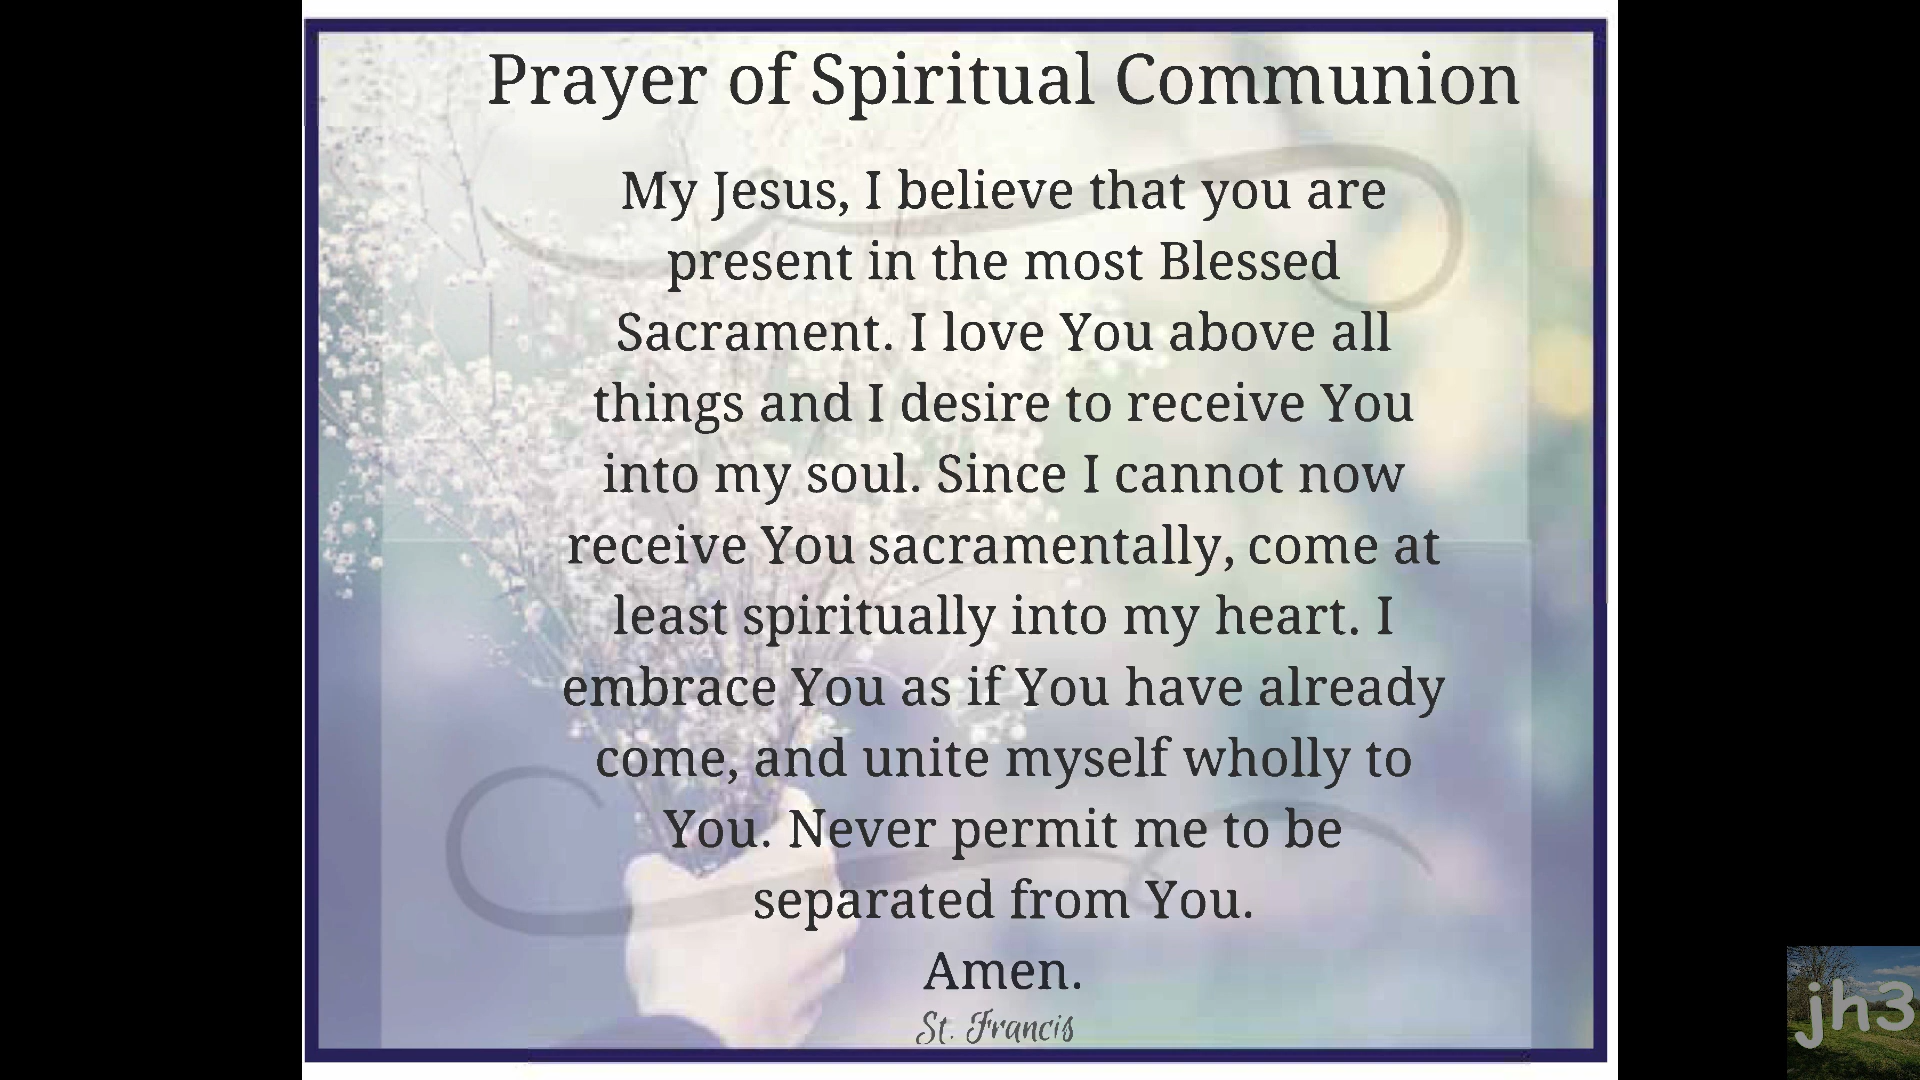 Prayer of Spiritual Communion
My Jesus, I believe that you are
present in the most Blessed
Sacrament. I love You above all
things and I desire to receive You
into my soul. Since I cannot now
receive You sacramentally, come at
least spiritually into my heart. I
embrace You as if You have already
come, and unite myself wholly to
You. Never permit me to be
separated from You.
Amen.
St. Francis
jh3